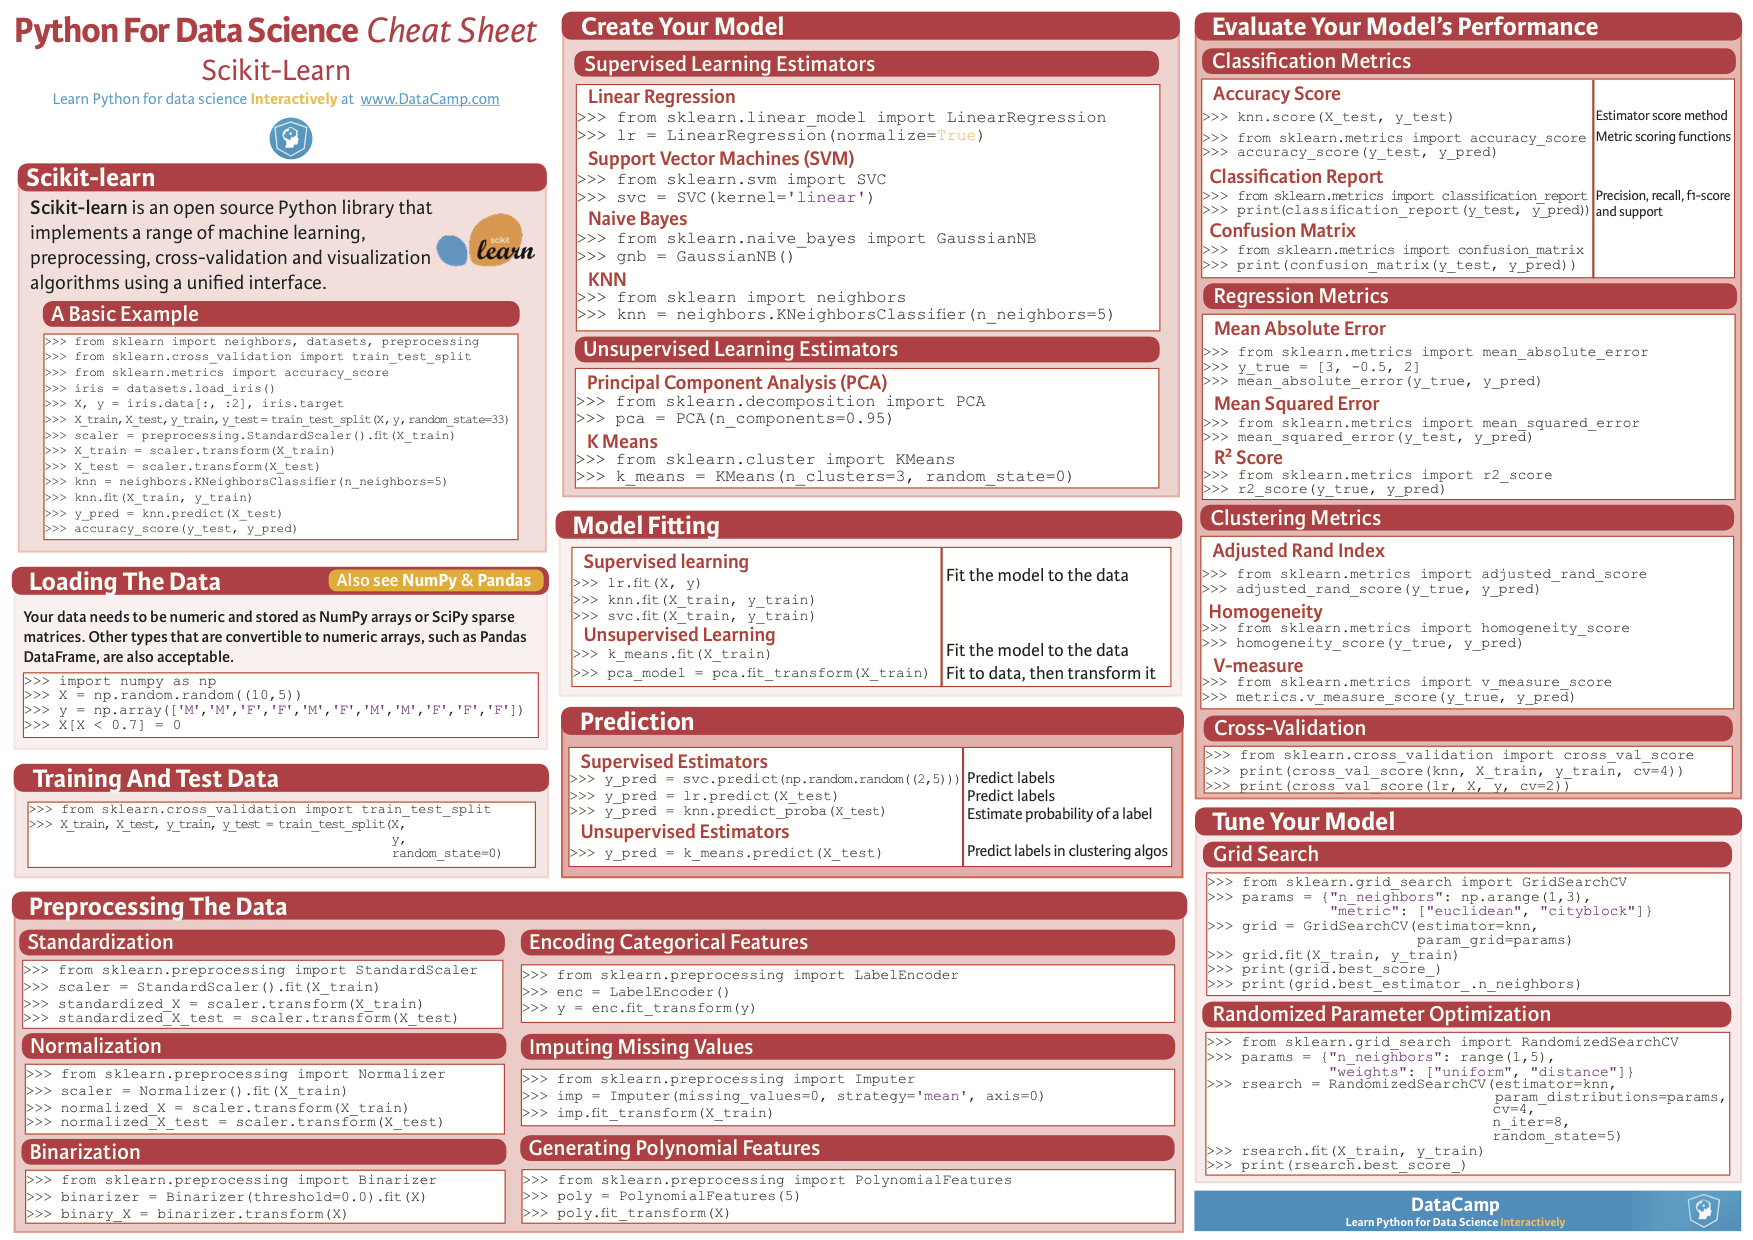 Python For Data Science Cheat Sheet
Scikit-Learn
Learn Python for data science Interactively at www.DataCamp.com
Scikit-learn
Scikit-learn is an open source Python library that
implements a range of machine learning,
preprocessing, cross-validation and visualization
algorithms using a unified interface.
scikit
learn
A Basic Example
>>> from sklearn import neighbors, datasets, preprocessing
>>> from sklearn.cross_validation import train_test_split
>>> from sklearn.metrics import accuracy_score
>>> iris = datasets.load_iris()
>>> X, y = iris.data[:, :2], iris.target
>>> X_train, X_test, y_train, y_test = train_test_split(X, y, random_state=33)
>>> scaler = preprocessing.StandardScaler().fit(X_train)
>>> X_train = scaler.transform(X_train)
>>> X_test = scaler.transform(X_test)
>>> knn = neighbors.KNeighborsClassifier(n_neighbors=5)
>>> knn.fit(X_train, y_train)
>>> y_pred = knn.predict(X_test)
>>> accuracy_score(y_test, y_pred)
Loading The Data
Also see NumPy & Pandas
Your data needs to be numeric and stored as NumPy arrays or SciPy sparse
matrices. Other types that are convertible to numeric arrays, such as Pandas
DataFrame, are also acceptable.
>>> import numpy as np
>>> X = np.random.random((10,5))
>>> y = np.array(['M','M','F','F','M','F','M','M','F','F','F'])
>>> X[X < 0.7] = 0
Training And Test Data
>>> from sklearn.cross_validation import train_test_split
>>> X_train, X_test, y_train, y_test = train_test_split(X,
y,
random_state=0)
Create Your Model
Supervised Learning Estimators
Linear Regression
>>> from sklearn.linear_model import LinearRegression
>>> lr = LinearRegression(normalize=True)
Support Vector Machines (SVM)
>>> from sklearn.svm import SVC
>>> svc = SVC(kernel='linear')
Naive Bayes
>>> from sklearn.naive_bayes import GaussianNB
>>> gnb = GaussianNB()
KNN
>>> from sklearn import neighbors
>>> knn = neighbors.KNeighborsClassifier(n_neighbors=5)
Unsupervised Learning Estimators
Principal Component Analysis (PCA)
>>> from sklearn.decomposition import PCA
>>> pca = PCA(n_components=0.95)
K Means
>>> from sklearn.cluster import KMeans
>>> k_means = KMeans(n_clusters=3, random_state=0)
Model Fitting
Supervised learning
>>> lr.fit(X, y)
Fit the model to the data
>>> knn.fit(X_train, y_train)
>>> svc.fit(X_train, y_train)
Unsupervised Learning
>>> k_means.fit(X_train)
Fit the model to the data
>>> pca_model = pca.fit_transform(X_train)
Fit to data, then transform it
Prediction
Supervised Estimators
>>> y_pred = svc.predict(np.random.random((2,5)))
Predict labels
>>> y_pred = lr.predict(X_test)
Predict labels
>>> y_pred = knn.predict_proba(X_test)
Estimate probability of a label
Unsupervised Estimators
>>> y_pred = k_means.predict(X_test)
Predict labels in clustering algos
Preprocessing The Data
Standardization
>>> from sklearn.preprocessing import StandardScaler
>>> scaler = StandardScaler().fit(X_train)
>>> standardized_X = scaler.transform(X_train)
>>> standardized_X_test = scaler.transform(X_test)
Normalization
>>> from sklearn.preprocessing import Normalizer
>>> scaler = Normalizer().fit(X_train)
>>> normalized_X = scaler.transform(X_train)
>>> normalized_X_test = scaler.transform(X_test)
Binarization
>>> from sklearn.preprocessing import Binarizer
>>> binarizer = Binarizer(threshold=0.0).fit(X)
>>> binary_X = binarizer.transform(X)
Encoding Categorical Features
>>> from sklearn.preprocessing import LabelEncoder
>>> enc = LabelEncoder()
>>> y = enc.fit_transform(y)
Imputing Missing Values
>>> from sklearn.preprocessing import Imputer
>>> imp = Imputer(missing_values=0, strategy='mean', axis=0)
>>> imp.fit_transform(X_train)
Generating Polynomial Features
>>> from sklearn.preprocessing import PolynomialFeatures
>>> poly = PolynomialFeatures(5)
>>> poly.fit_transform(X)
Evaluate Your Model's Performance
Classification Metrics
Accuracy Score
>>> knn.score(X_test, y_test)
Estimator score method
>>> from sklearn.metrics import accuracy_score
Metric scoring functions
>>> accuracy_score(y_test, y_pred)
Classification Report
>>> from sklearn.metrics import classification_report
Precision, recall, f1-score
>>> print(classification_report(y_test, y_pred))
and support
Confusion Matrix
>>> from sklearn.metrics import confusion_matrix
>>> print(confusion_matrix(y_test, y_pred))
Regression Metrics
Mean Absolute Error
>>> from sklearn.metrics import mean_absolute_error
>>> y_true = [3, -0.5, 2]
>>> mean_absolute_error(y_true, y_pred)
Mean Squared Error
>>> from sklearn.metrics import mean_squared_error
>>> mean_squared_error(y_test, y_pred)
R² Score
>>> from sklearn.metrics import r2_score
>>> r2_score(y_true, y_pred)
Clustering Metrics
Adjusted Rand Index
>>> from sklearn.metrics import adjusted_rand_score
>>> adjusted_rand_score(y_true, y_pred)
Homogeneity
>>> from sklearn.metrics import homogeneity_score
>>> homogeneity_score(y_true, y_pred)
V-measure
>>> from sklearn.metrics import v_measure_score
>>> metrics.v_measure_score(y_true, y_pred)
Cross-Validation
>>> from sklearn.cross_validation import cross_val_score
>>> print(cross_val_score(knn, X_train, y_train, cv=4))
>>> print(cross_val_score(lr, X, y, cv=2))
Tune Your Model
Grid Search
>>> from sklearn.grid_search import GridSearchCV
>>> params = {"n_neighbors": np.arange(1,3),
"metric": ["euclidean", "cityblock"]}
>>> grid = GridSearchCV(estimator=knn,
param_grid=params)
>>> grid.fit(X_train, y_train)
>>> print(grid.best_score_)
>>> print(grid.best_estimator_.n_neighbors)
Randomized Parameter Optimization
>>> from sklearn.grid_search import RandomizedSearchCV
>>> params = {"n_neighbors": range(1,5),
"weights": ["uniform", "distance"]}
>>> rsearch = RandomizedSearchCV(estimator=knn,
param_distributions=params,
cv=4,
n_iter=8,
random_state=5)
>>> rsearch.fit(X_train, y_train)
>>> print(rsearch.best_score_)
DataCamp
Learn Python for Data Science Interactively